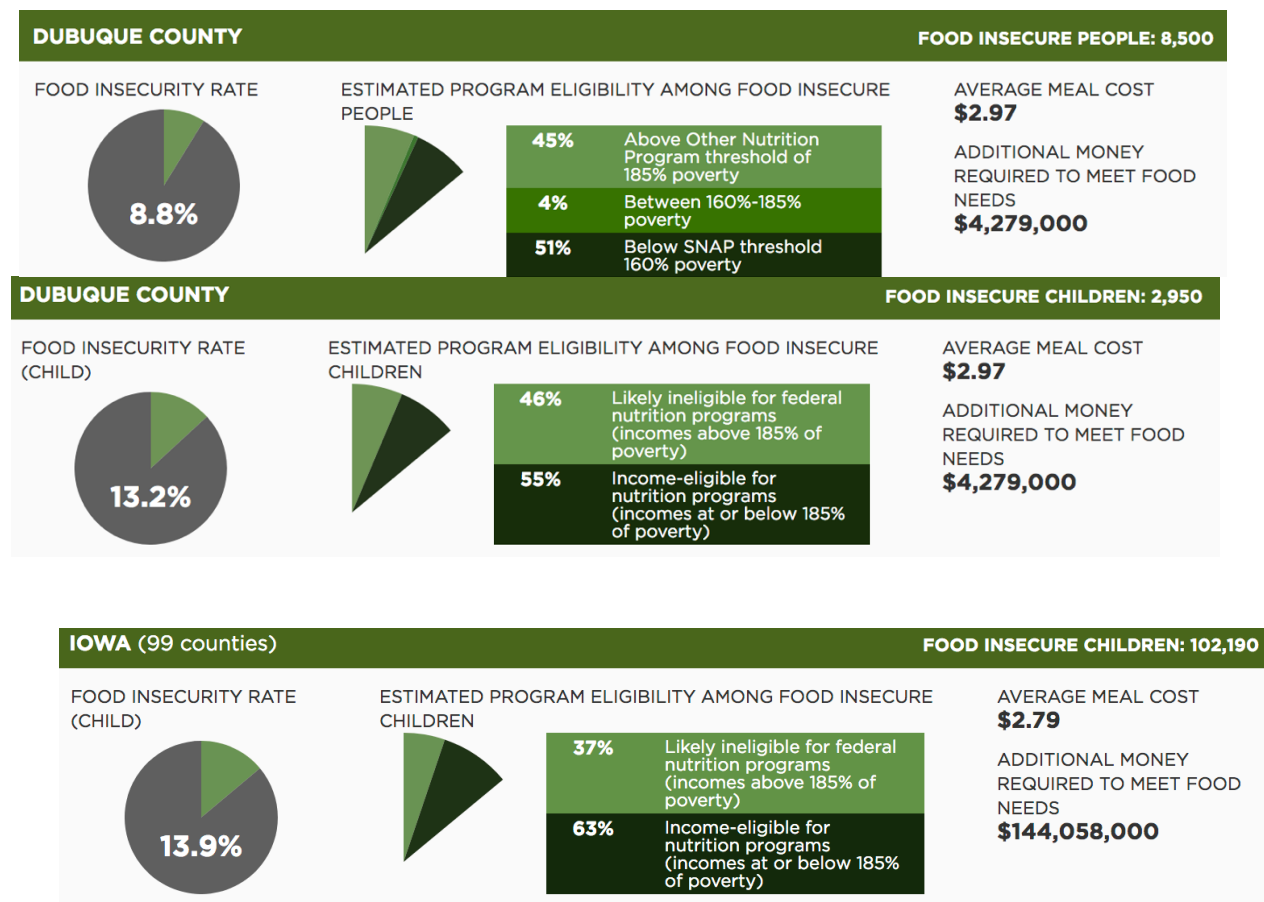 DUBUQUE COUNTY
FOOD INSECURE PEOPLE: 8,500
FOOD INSECURITY RATE
8.8%
ESTIMATED PROGRAM ELIGIBILITY AMONG FOOD INSECURE
PEOPLE
45%
Above Other Nutrition
Program threshold of
185% poverty
4%
Between 160%-185%
poverty
51%
Below SNAP threshold
160% poverty
AVERAGE MEAL COST
$2.97
ADDITIONAL MONEY
REQUIRED TO MEET FOOD
NEEDS
$4,279,000
DUBUQUE COUNTY
FOOD INSECURE CHILDREN: 2,950
FOOD INSECURITY RATE
(CHILD)
13.2%
ESTIMATED PROGRAM ELIGIBILITY AMONG FOOD INSECURE
CHILDREN
46%
Likely ineligible for federal
nutrition programs
(incomes above 185% of
poverty)
55%
Income-eligible for
nutrition programs
(incomes at or below 185%
of poverty)
AVERAGE MEAL COST
$2.97
ADDITIONAL MONEY
REQUIRED TO MEET FOOD
NEEDS
$4,279,000
IOWA (99 counties)
FOOD INSECURE CHILDREN: 102,190
FOOD INSECURITY RATE
(CHILD)
13.9%
ESTIMATED PROGRAM ELIGIBILITY AMONG FOOD INSECURE
CHILDREN
37%
Likely ineligible for federal
nutrition programs
(incomes above 185% of
poverty)
63%
Income-eligible for
nutrition programs
(incomes at or below 185%
of poverty)
AVERAGE MEAL COST
$2.79
ADDITIONAL MONEY
REQUIRED TO MEET FOOD
NEEDS
$144,058,000